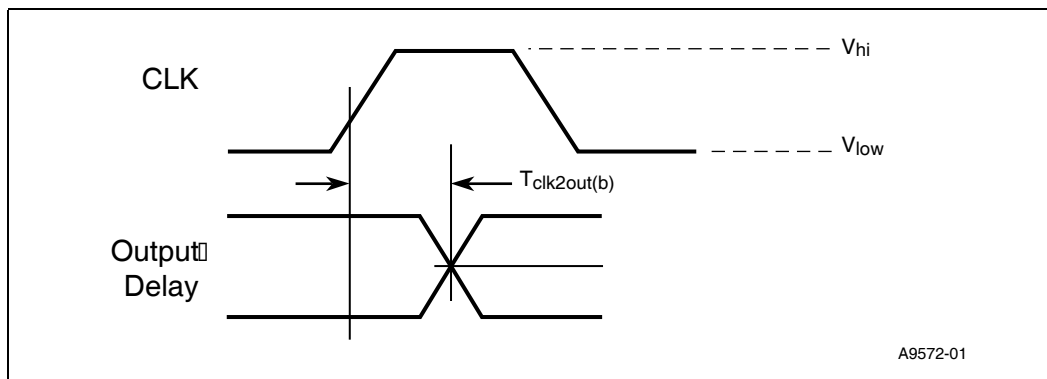 CLK
Vhi
Vlow
Tclk2out(b)
Output
Delay
A9572-01